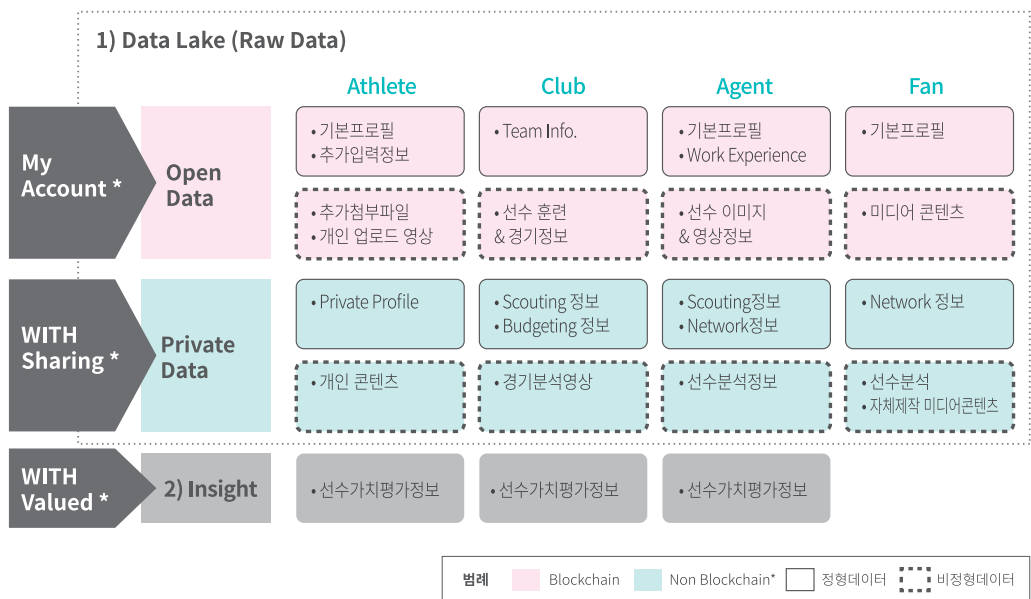 1) Data Lake (Raw Data)
Athlete
Club
Agent
Fan
My
Account *
Open
Data
• 기본프로필
• 추가입력정보
• Team Info.
• 기본프로필
• Work Experience
• 기본프로필
• 추가첨부파일
• 개인 업로드 영상
• 선수 훈련
& 경기정보
• 선수 이미지
& 영상정보
• 미디어 콘텐츠
WITH
Sharing *
Private
Data
• Private Profile
• Scouting 정보
• Budgeting 정보
• Scouting정보
• Network정보
• Network 정보
• 개인 콘텐츠
• 경기분석영상
• 선수분석정보
• 선수분석
• 자체제작 미디어콘텐츠
WITH
Valued *
2) Insight
• 선수가치평가정보
• 선수가치평가정보
• 선수가치평가정보
범례
Blockchain
Non Blockchain*
정형데이터
비정형데이터